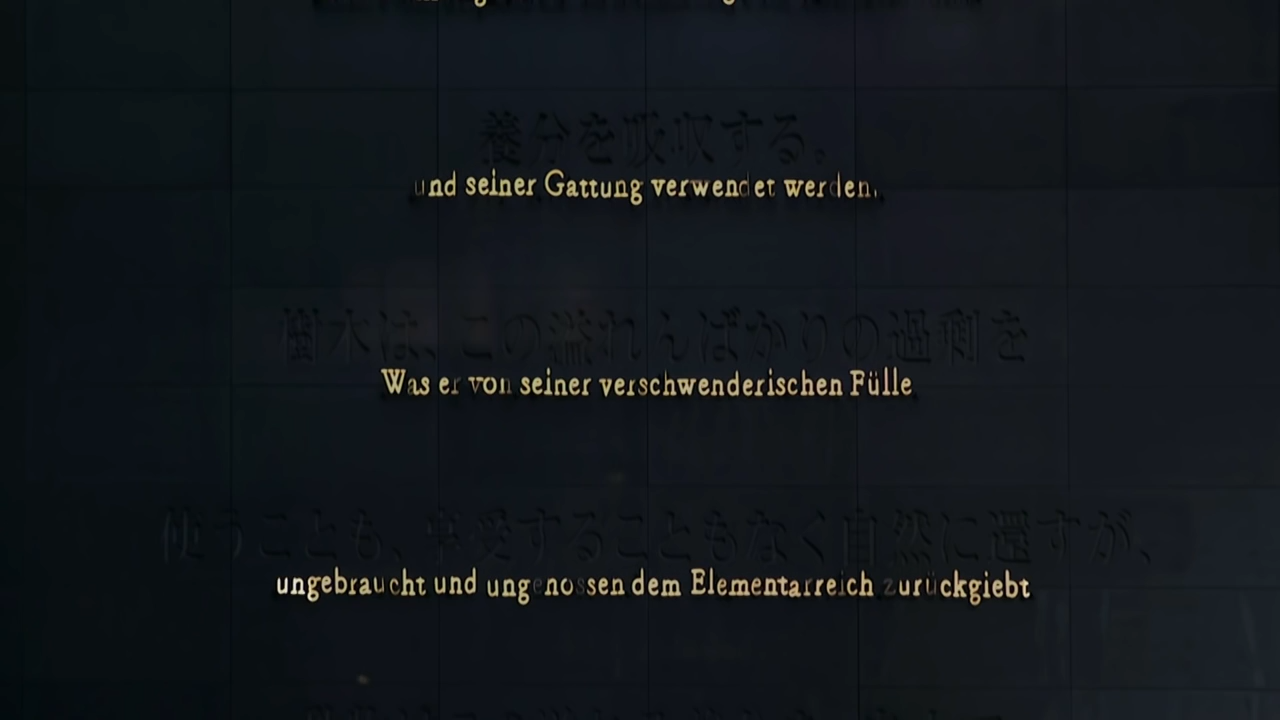 養分を吸収する。
und seiner Gattung verwendet werden.
樹木は、この溢れんばかりの過剰を
Was er von seiner verschwenderischen Fülle
使うことも、享受することもなく自然に還すが、
ungebraucht und ungenossen dem Elementarreich zurückgiebt